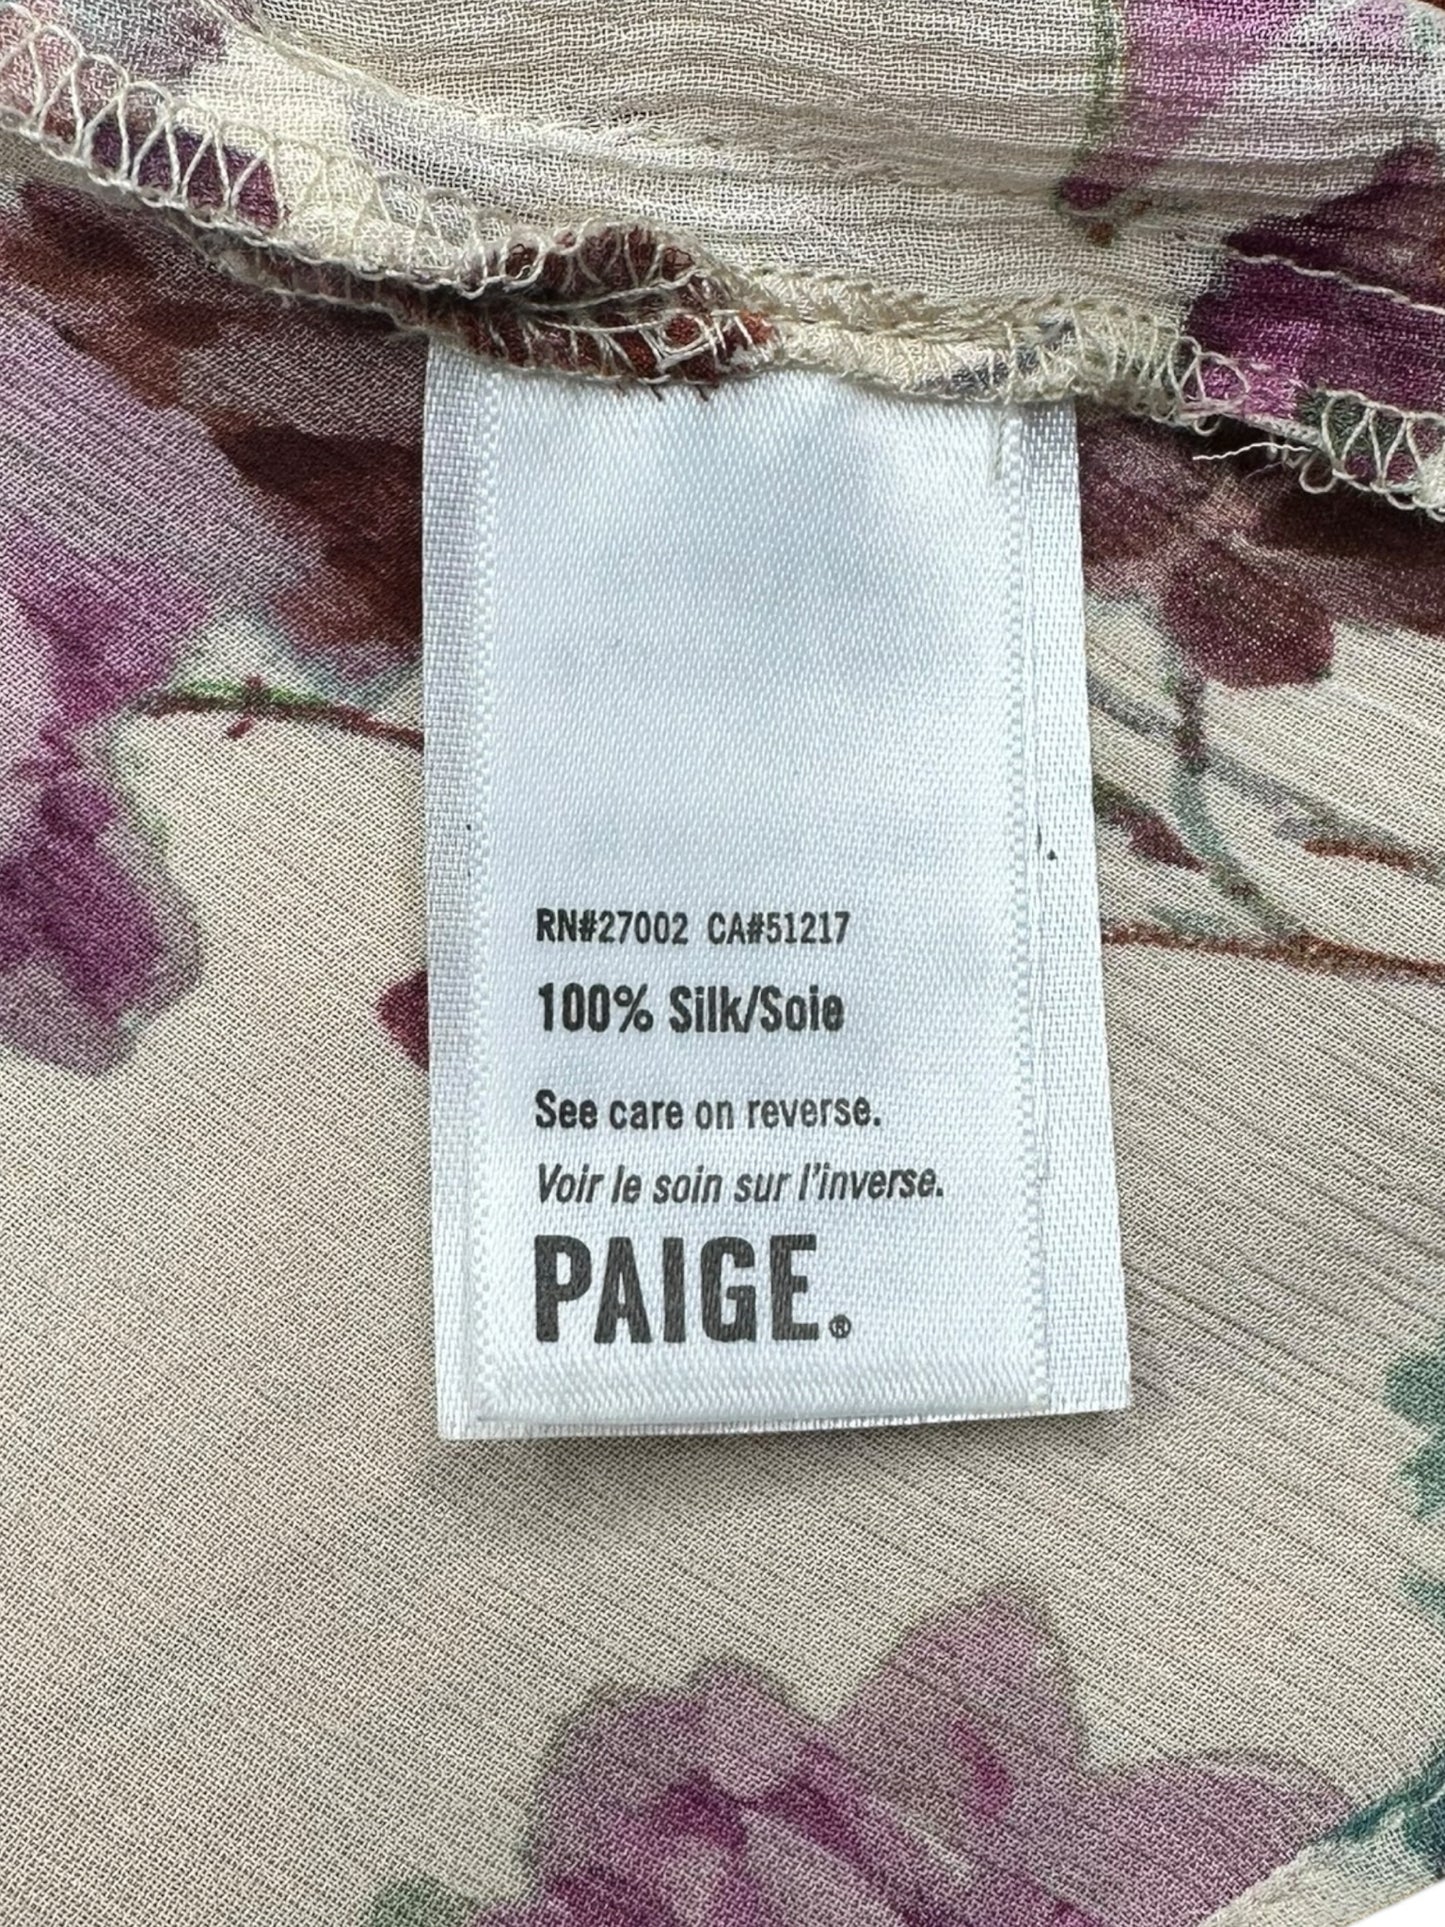 RN#27002 CA#51217
100% Silk/Soie
See care on reverse.
Voir le soin sur l'inverse.
PAIGE.®